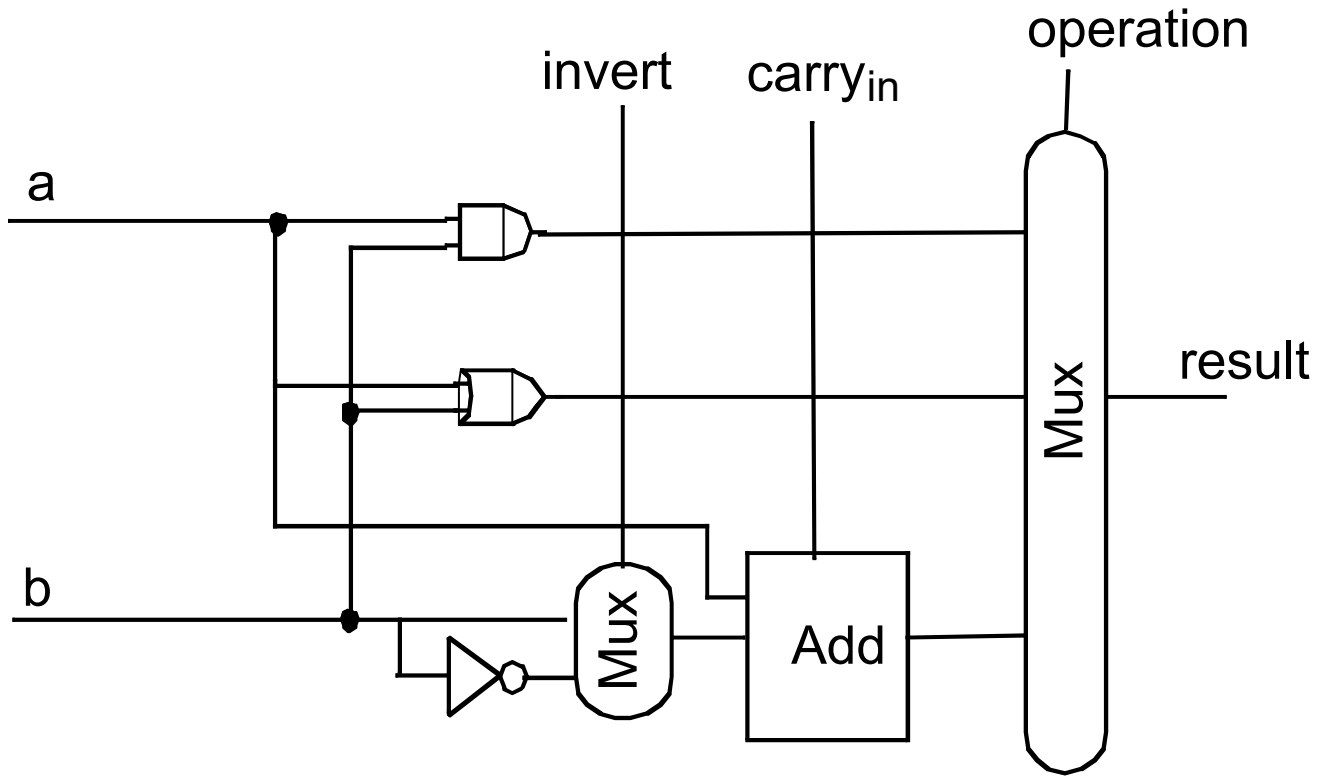 operation
invert
carryin
a
result
Mux
b
Mux
Add